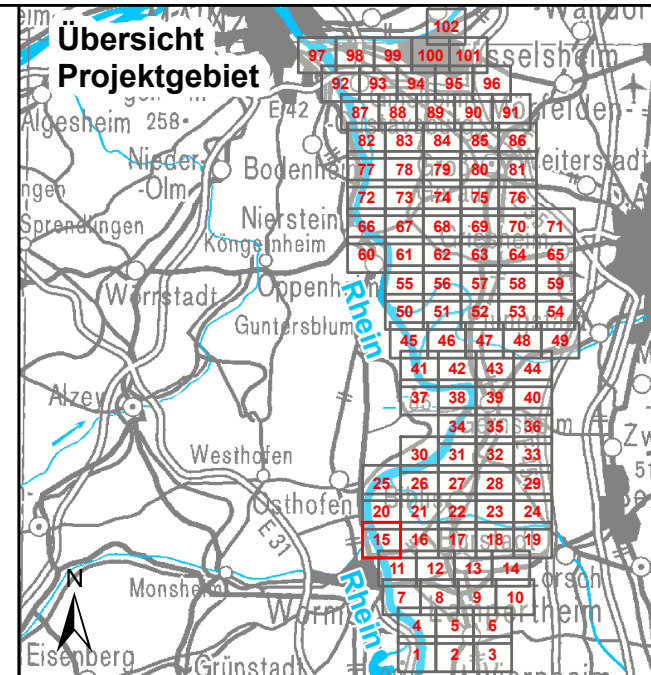 Übersicht
Projektgebiet
102
97 98 99 100 101
sselsheim
92 93 94 95 96
E 42
87 88 89 90 91
Algesheim 258
82 83 84 85 86
Nieder-
-Olm
Bodenheim
77 78 79 80 81
eiterstadt
72 73 74 75 76
Nierstein
Sprendlingen
66 67 68 69 70 71
Köngernheim
60 61 62 63 64 65
Oppenheim
Rhein
55 56 57 58 59
Wörrstadt
50 51 52 53 54
Guntersblum
45 46 47 48 49
41 42 43 44
Alzey
37 38 39 40
34 35 36
Westhofen
30 31 32 33
25 26 27 28 29
Osthofen
20 21 22 23 24
E 31
15 16 17 18 19
11 12 13 14
orsch
N
Monsheim
Rhein
7 8 9 10
Worms
4 5 6
Eisenberg
Grünstadt
1 2 3